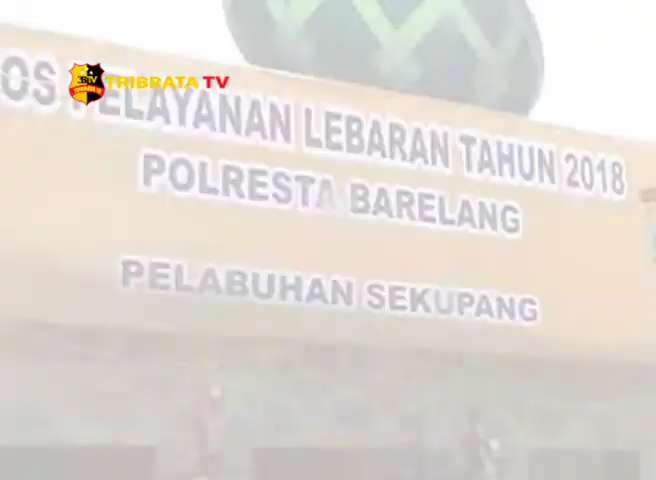 TRIBRATA TV
OS PELAYANAN LEBARAN TAHUN 2018
POLRESTA BARELANG
PELABUHAN SEKUPANG